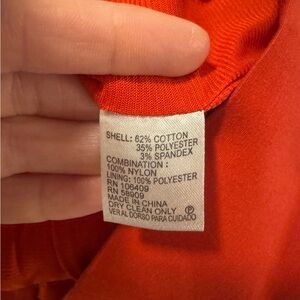 SHELL: 62% COTTON
35% POLYESTER
3% SPANDEX
COMBINATION :
100% NYLON
LINING: 100% POLYESTER
RN 106409
RN 58909
MADE IN CHINA
DRY CLEAN ONLY Ⓟ
VER AL DORSO PARA CUIDADO